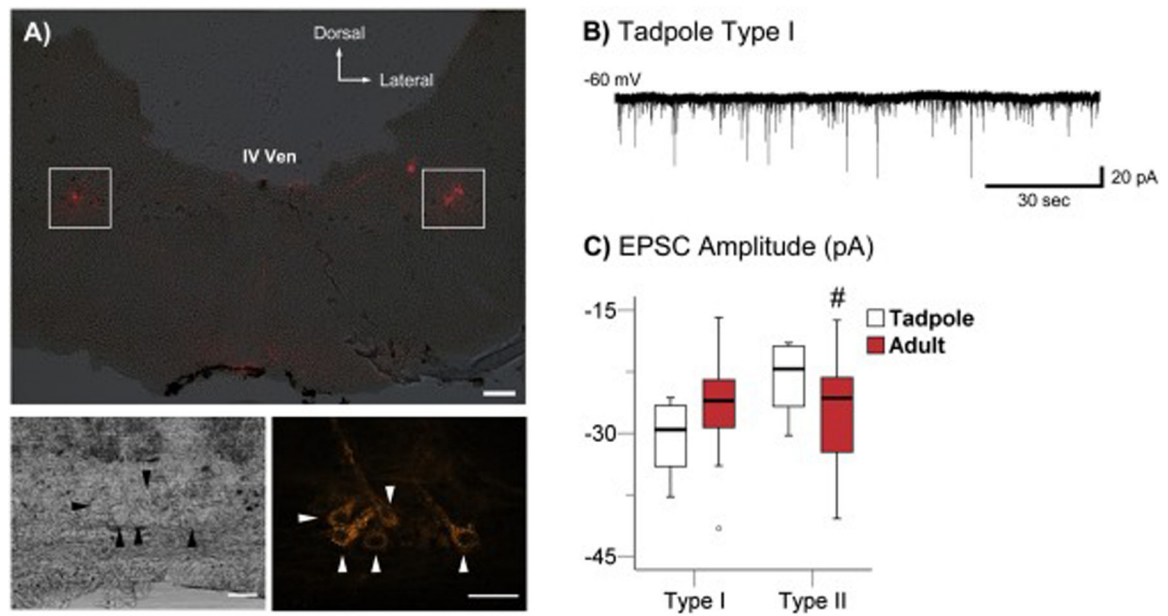 A)
Dorsal
Lateral
IV Ven
B) Tadpole Type I
-60 mV
20 pA
30 sec
C) EPSC Amplitude (pA)
#
-15
-30
-45
Tadpole
Adult
Type I
Type II